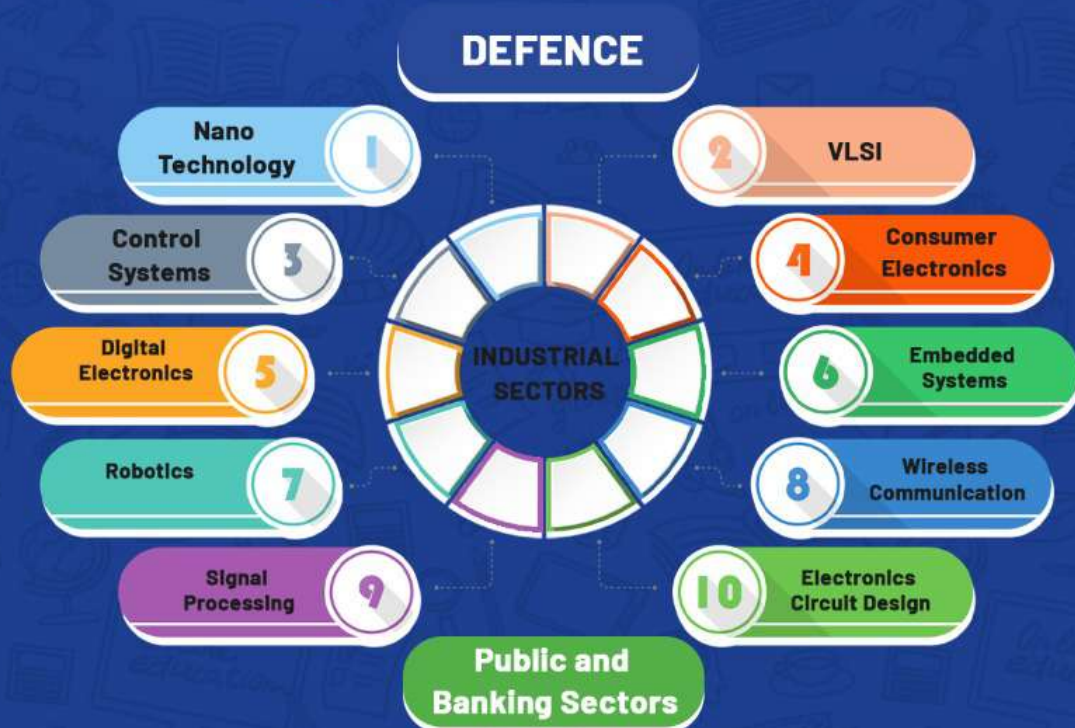 DEFENCE
Nano
Technology
1
2
VLSI
Control
Systems
3
4
Consumer
Electronics
Digital
Electronics
5
INDUSTRIAL
SECTORS
6
Embedded
Systems
Robotics
7
8
Wireless
Communication
Signal
Processing
9
10
Electronics
Circuit Design
Public and
Banking Sectors